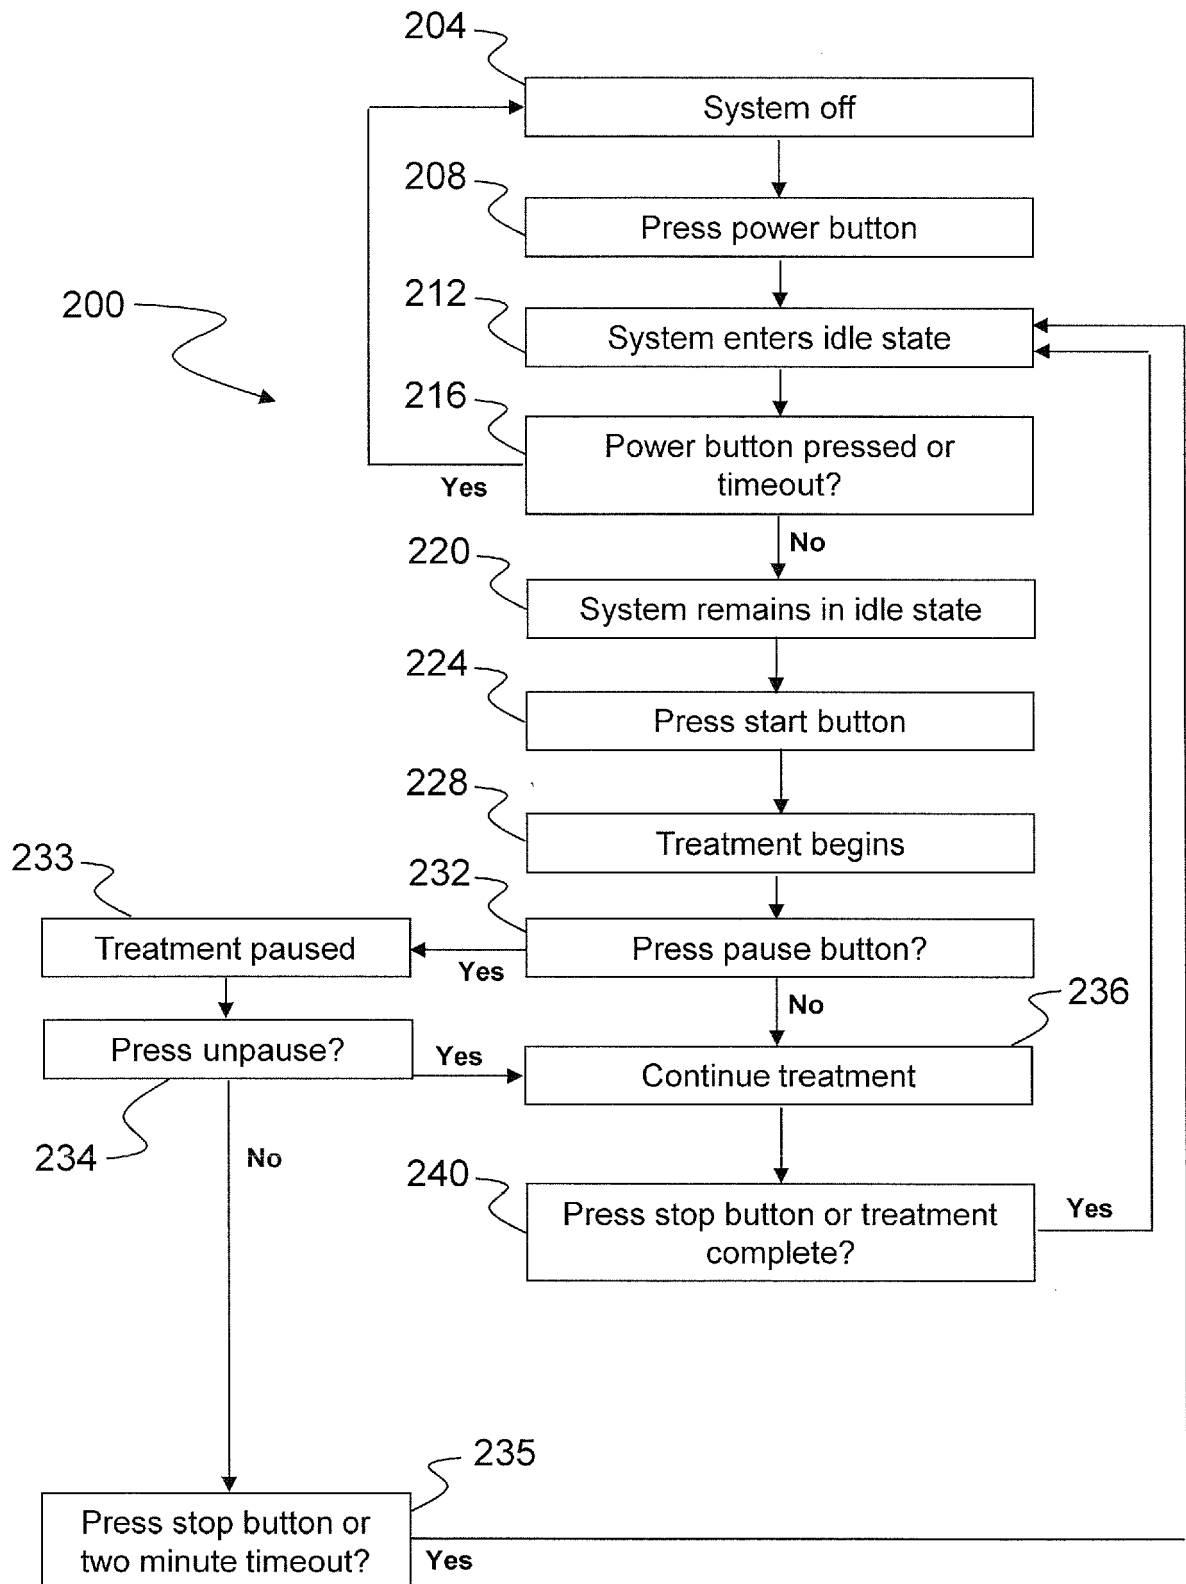 204
System off
208
Press power button
212
200
System enters idle state
216
Power button pressed or
timeout?
Yes
No
220
System remains in idle state
224
Press start button
228
Treatment begins
233
232
Treatment paused
Press pause button?
Yes
No
236
Press unpause?
Yes
Continue treatment
234
No
240
Press stop button or treatment
complete?
Yes
235
Press stop button or
two minute timeout?
Yes